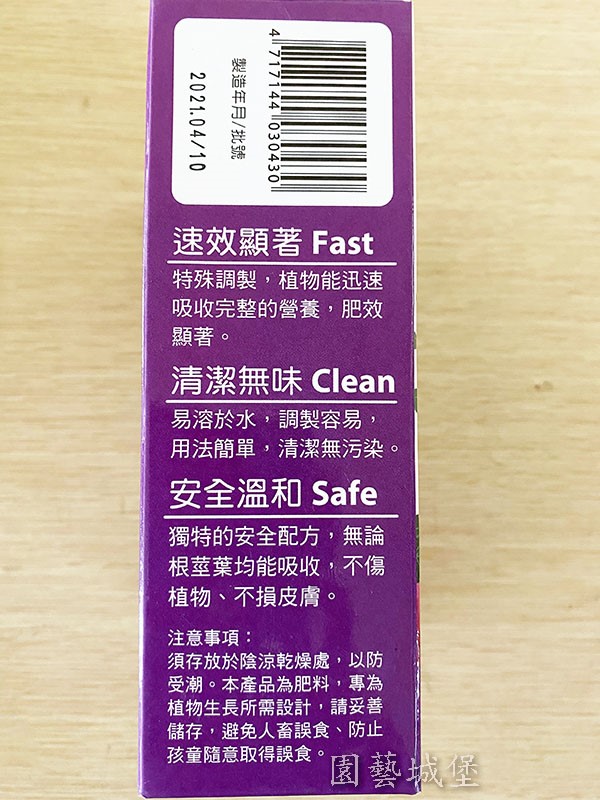 4 717144 030430
製造年月/批號
2021.04/10
速效顯著 Fast
特殊調製，植物能迅速
吸收完整的營養，肥效
顯著。
清潔無味 Clean
易溶於水，調製容易，
用法簡單，清潔無污染。
安全溫和 Safe
獨特的安全配方，無論
根莖葉均能吸收，不傷
植物、不損皮膚。
注意事項：
須存放於陰涼乾燥處，以防
受潮。本產品為肥料，專為
植物生長所需設計，請妥善
儲存，避免人畜誤食、防止
孩童隨意取得誤食。
園藝城堡